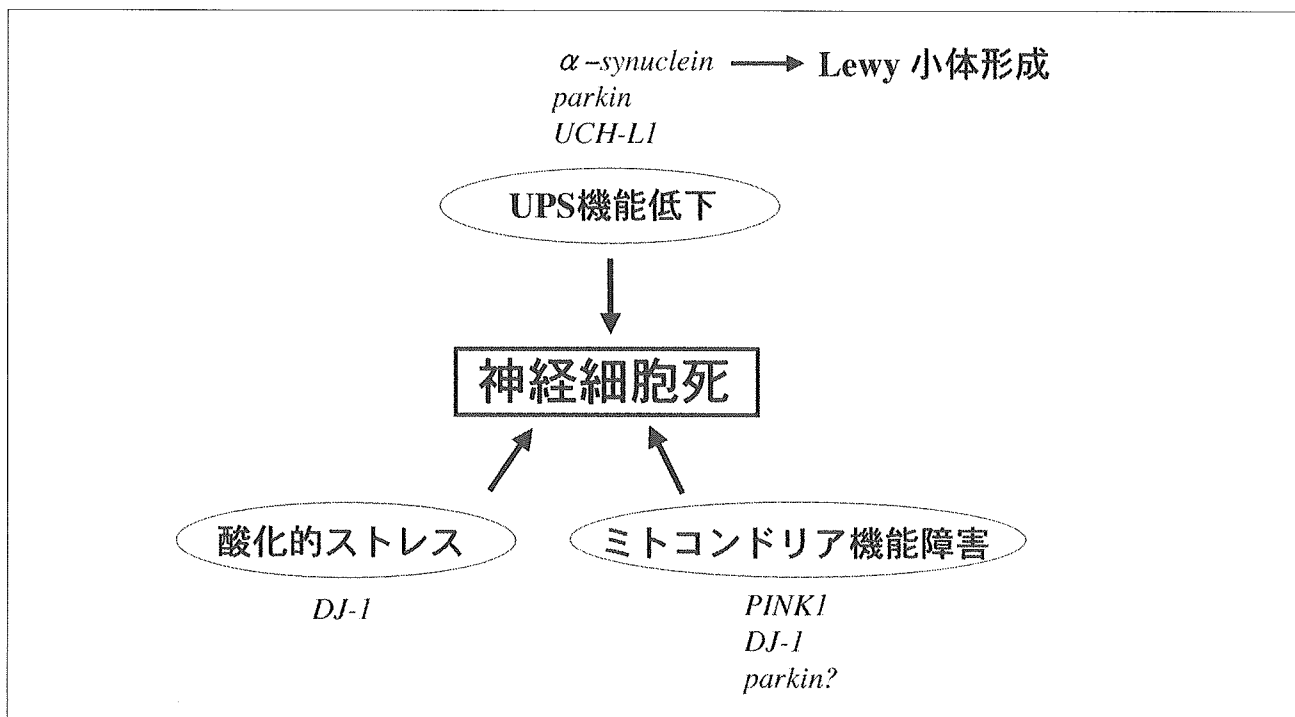 α-synuclein → Lewy 小体形成
parkin
UCH-L1
UPS機能低下
神経細胞死
酸化的ストレス
ミトコンドリア機能障害
DJ-1
PINK1
DJ-1
parkin?